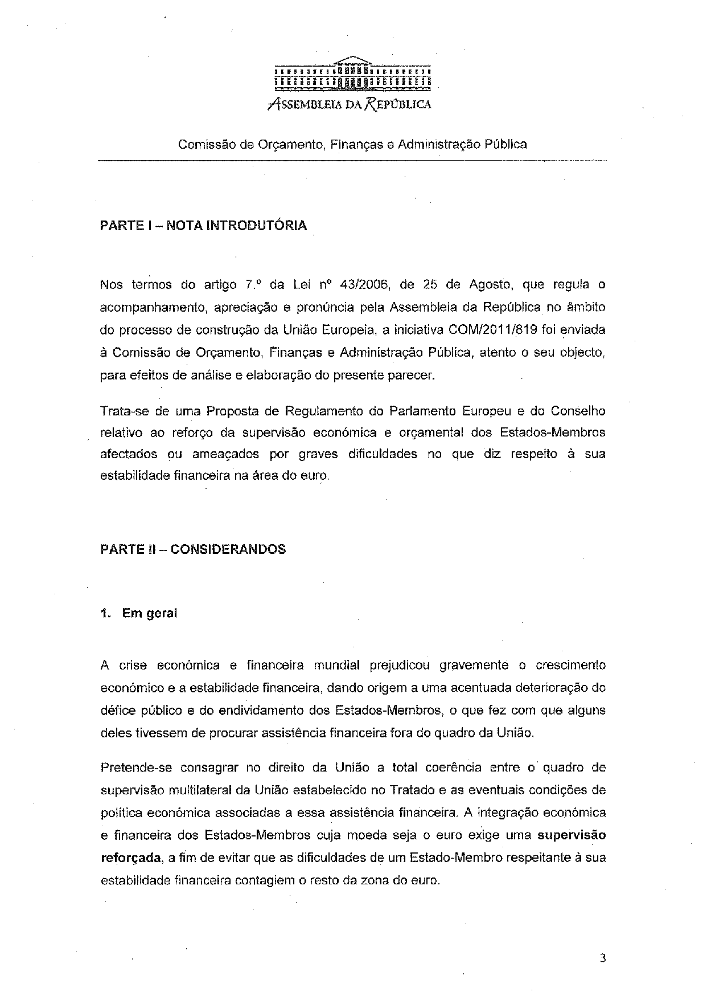 ASSEMBLEIA DA REPÚBLICA
Comissão de Orçamento, Finanças e Administração Pública
PARTE I – NOTA INTRODUTÓRIA
Nos termos do artigo 7.º da Lei nº 43/2006, de 25 de Agosto, que regula o
acompanhamento, apreciação e pronúncia pela Assembleia da República no âmbito
do processo de construção da União Europeia, a iniciativa COM/2011/819 foi enviada
à Comissão de Orçamento, Finanças e Administração Pública, atento o seu objecto,
para efeitos de análise e elaboração do presente parecer.
Trata-se de uma Proposta de Regulamento do Parlamento Europeu e do Conselho
relativo ao reforço da supervisão económica e orçamental dos Estados-Membros
afectados ou ameaçados por graves dificuldades no que diz respeito à sua
estabilidade financeira na área do euro.
PARTE II – CONSIDERANDOS
1. Em geral
A crise económica e financeira mundial prejudicou gravemente o crescimento
económico e a estabilidade financeira, dando origem a uma acentuada deterioração do
défice público e do endividamento dos Estados-Membros, o que fez com que alguns
deles tivessem de procurar assistência financeira fora do quadro da União.
Pretende-se consagrar no direito da União a total coerência entre o quadro de
supervisão multilateral da União estabelecido no Tratado e as eventuais condições de
política económica associadas a essa assistência financeira. A integração económica
e financeira dos Estados-Membros cuja moeda seja o euro exige uma supervisão
reforçada, a fim de evitar que as dificuldades de um Estado-Membro respeitante à sua
estabilidade financeira contagiem o resto da zona do euro.
3